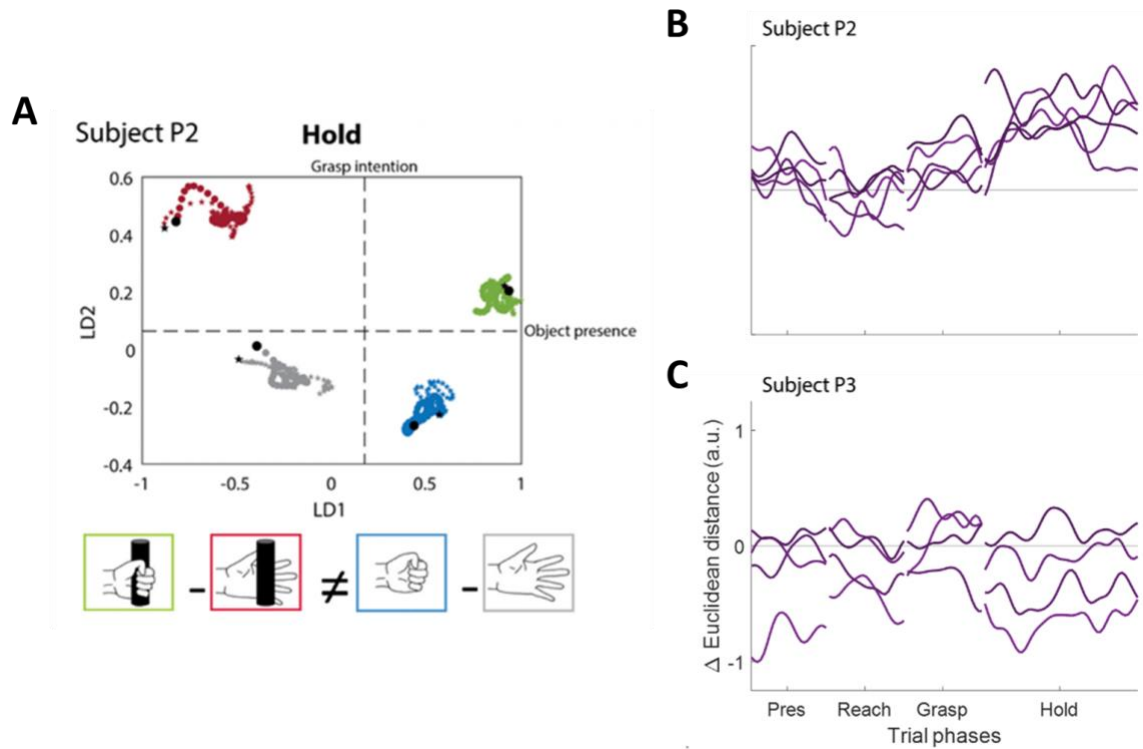 A
Subject P2 Hold
Grasp intention
0.6
0.4
0.2
0
-0.2
-0.4
LD2
Object presence
-1 -0.5 0 0.5 1
LD1
- ≠ -
B
Subject P2
C
Subject P3
1
0
-1
Δ Euclidean distance (a.u.)
Pres Reach Grasp Hold
Trial phases